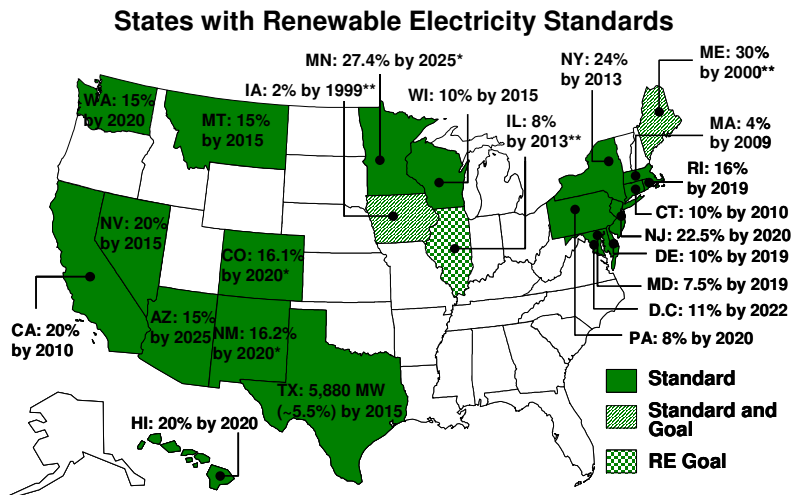 States with Renewable Electricity Standards
MN: 27.4% by 2025*
IA: 2% by 1999**
WI: 10% by 2015
IL: 8%
by 2013**
NY: 24%
by 2013
ME: 30%
by 2000**
WA: 15%
by 2020
MT: 15%
by 2015
MA: 4%
by 2009
RI: 16%
by 2019
CT: 10% by 2010
NJ: 22.5% by 2020
DE: 10% by 2019
MD: 7.5% by 2019
D.C: 11% by 2022
PA: 8% by 2020
NV: 20%
by 2015
CO: 16.1%
by 2020*
CA: 20%
by 2010
AZ: 15%
by 2025
NM: 16.2%
by 2020*
TX: 5,880 MW
(~5.5%) by 2015
HI: 20% by 2020
Standard
Standard and
Goal
RE Goal